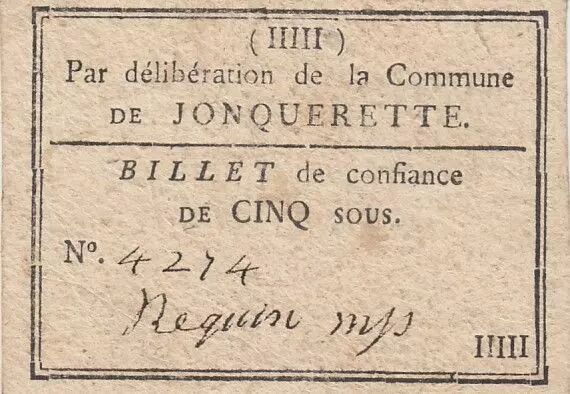 ( IIIII )
Par délibération de la Commune
DE JONQUERETTE.
BILLET de confiance
DE CINQ SOUS.
N°. 4274
Requin
IIIII